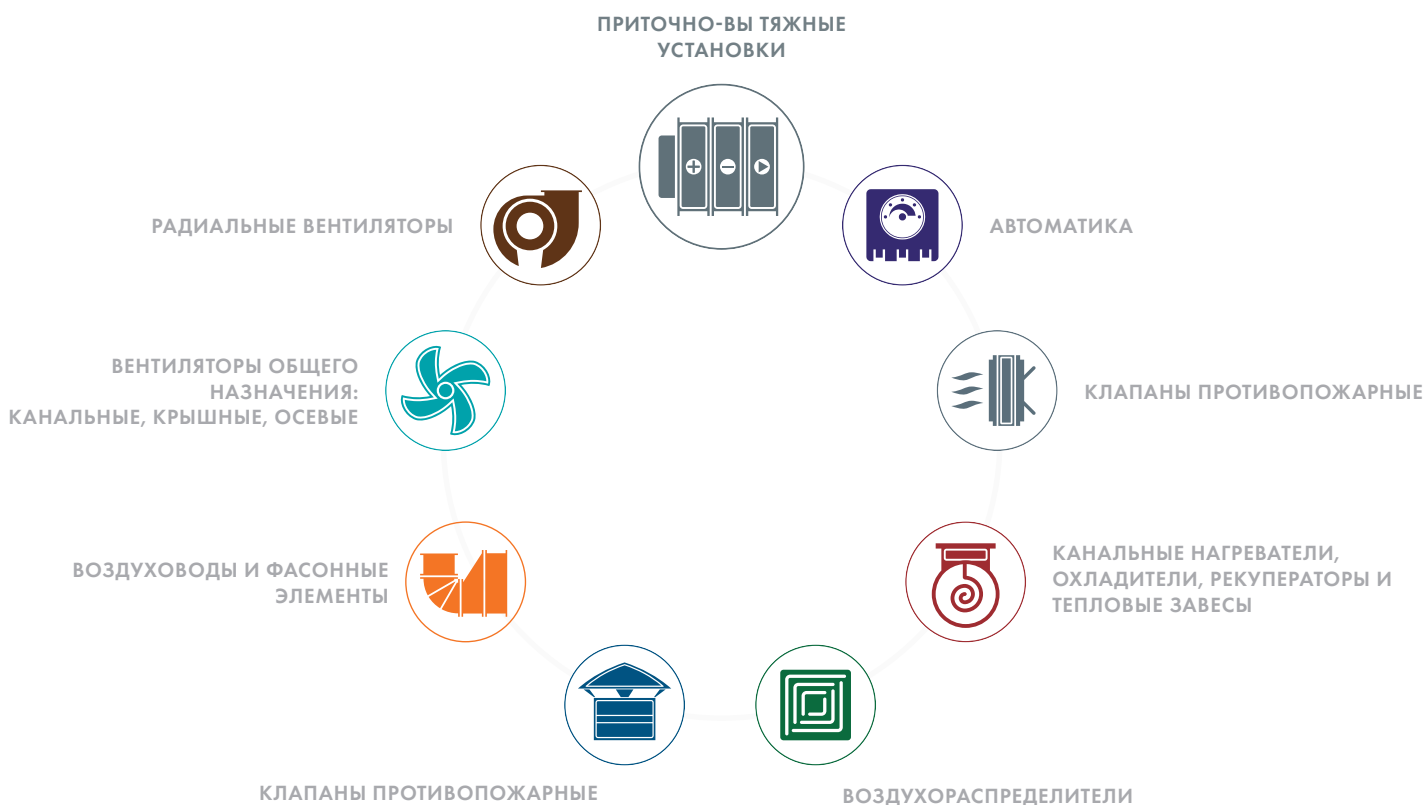 ПРИТОЧНО-ВЫ ТЯЖНЫЕ
УСТАНОВКИ
РАДИАЛЬНЫЕ ВЕНТИЛЯТОРЫ
АВТОМАТИКА
ВЕНТИЛЯТОРЫ ОБЩЕГО
НАЗНАЧЕНИЯ:
КАНАЛЬНЫЕ, КРЫШНЫЕ, ОСЕВЫЕ
КЛАПАНЫ ПРОТИВОПОЖАРНЫЕ
ВОЗДУХОВОДЫ И ФАСОННЫЕ
ЭЛЕМЕНТЫ
КАНАЛЬНЫЕ НАГРЕВАТЕЛИ,
ОХЛАДИТЕЛИ, РЕКУПЕРАТОРЫ И
ТЕПЛОВЫЕ ЗАВЕСЫ
КЛАПАНЫ ПРОТИВОПОЖАРНЫЕ
ВОЗДУХОРАСПРЕДЕЛИТЕЛИ